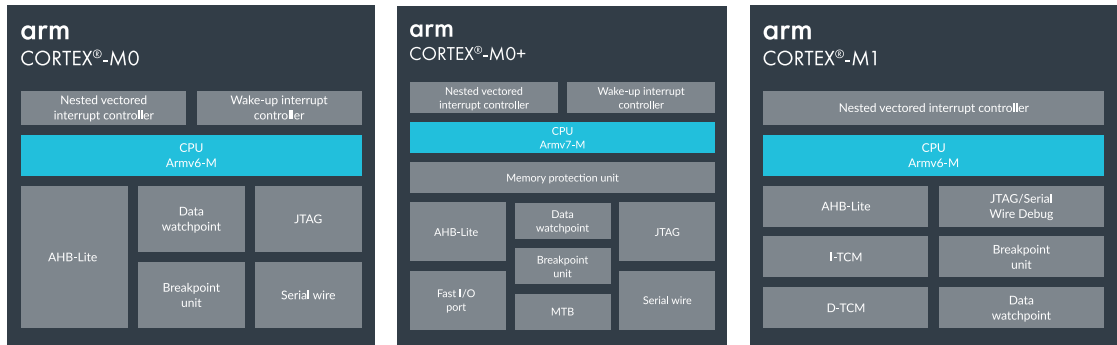 arm
CORTEX®-M0
Nested vectored
interrupt controller
Wake-up interrupt
controller
CPU
Armv6-M
AHB-Lite
Data
watchpoint
JTAG
Breakpoint
unit
Serial wire
arm
CORTEX®-M0+
Nested vectored
interrupt controller
Wake-up interrupt
controller
CPU
Armv7-M
Memory protection unit
AHB-Lite
Data
watchpoint
JTAG
Breakpoint
unit
Fast I/O
port
MTB
Serial wire
arm
CORTEX®-M1
Nested vectored interrupt controller
CPU
Armv6-M
AHB-Lite
JTAG/Serial
Wire Debug
I-TCM
Breakpoint
unit
D-TCM
Data
watchpoint